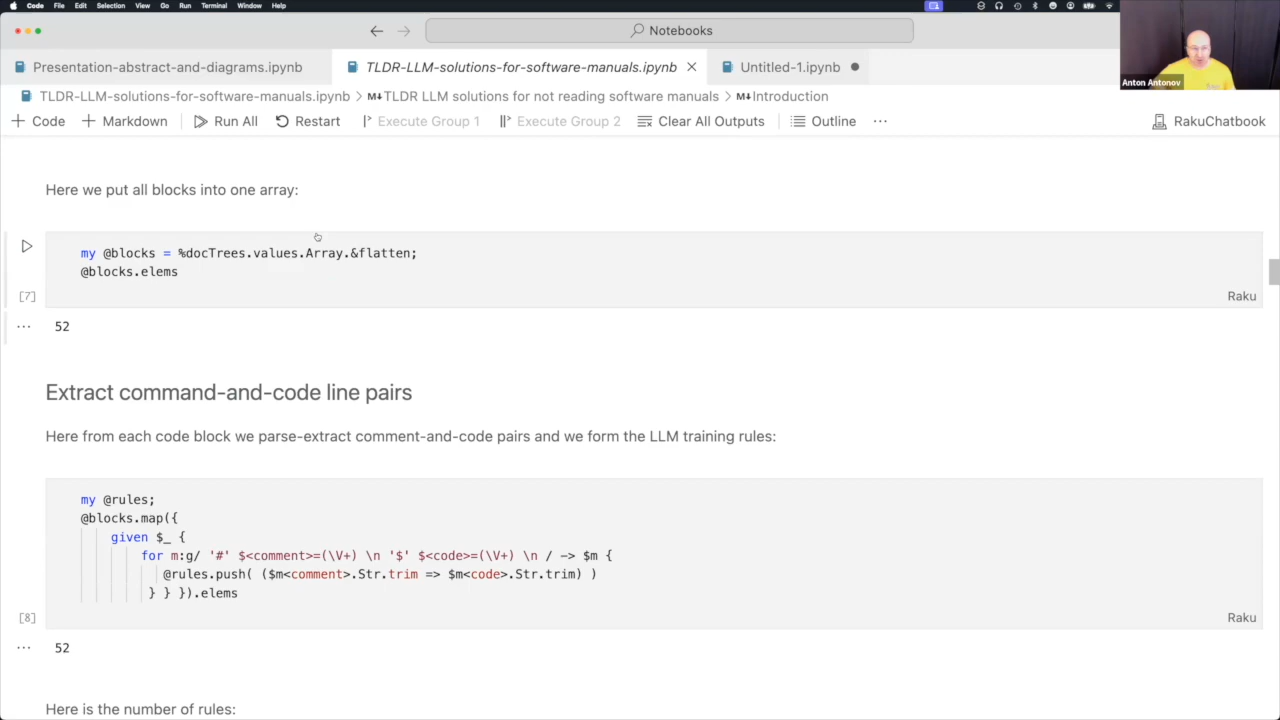 Code File Edit Selection View Go Run Terminal Window Help
Notebooks
Presentation-abstract-and-diagrams.ipynb
TLDR-LLM-solutions-for-software-manuals.ipynb
Untitled-1.ipynb
Anton Antonov
TLDR-LLM-solutions-for-software-manuals.ipynb > M↓TLDR LLM solutions for not reading software manuals > M↓Introduction
+ Code + Markdown Run All Restart Execute Group 1 Execute Group 2 Clear All Outputs Outline ... RakuChatbook
Here we put all blocks into one array:
my @blocks = %docTrees.values.Array.&flatten;
@blocks.elems
[7] Raku
... 52
Extract command-and-code line pairs
Here from each code block we parse-extract comment-and-code pairs and we form the LLM training rules:
my @rules;
@blocks.map({
given $_ {
for m:g/ '#' $<comment>=(\V+) \n '$' $<code>=(\V+) \n / -> $m {
@rules.push( ($m<comment>.Str.trim => $m<code>.Str.trim) )
} } }).elems
[8] Raku
... 52
Here is the number of rules: